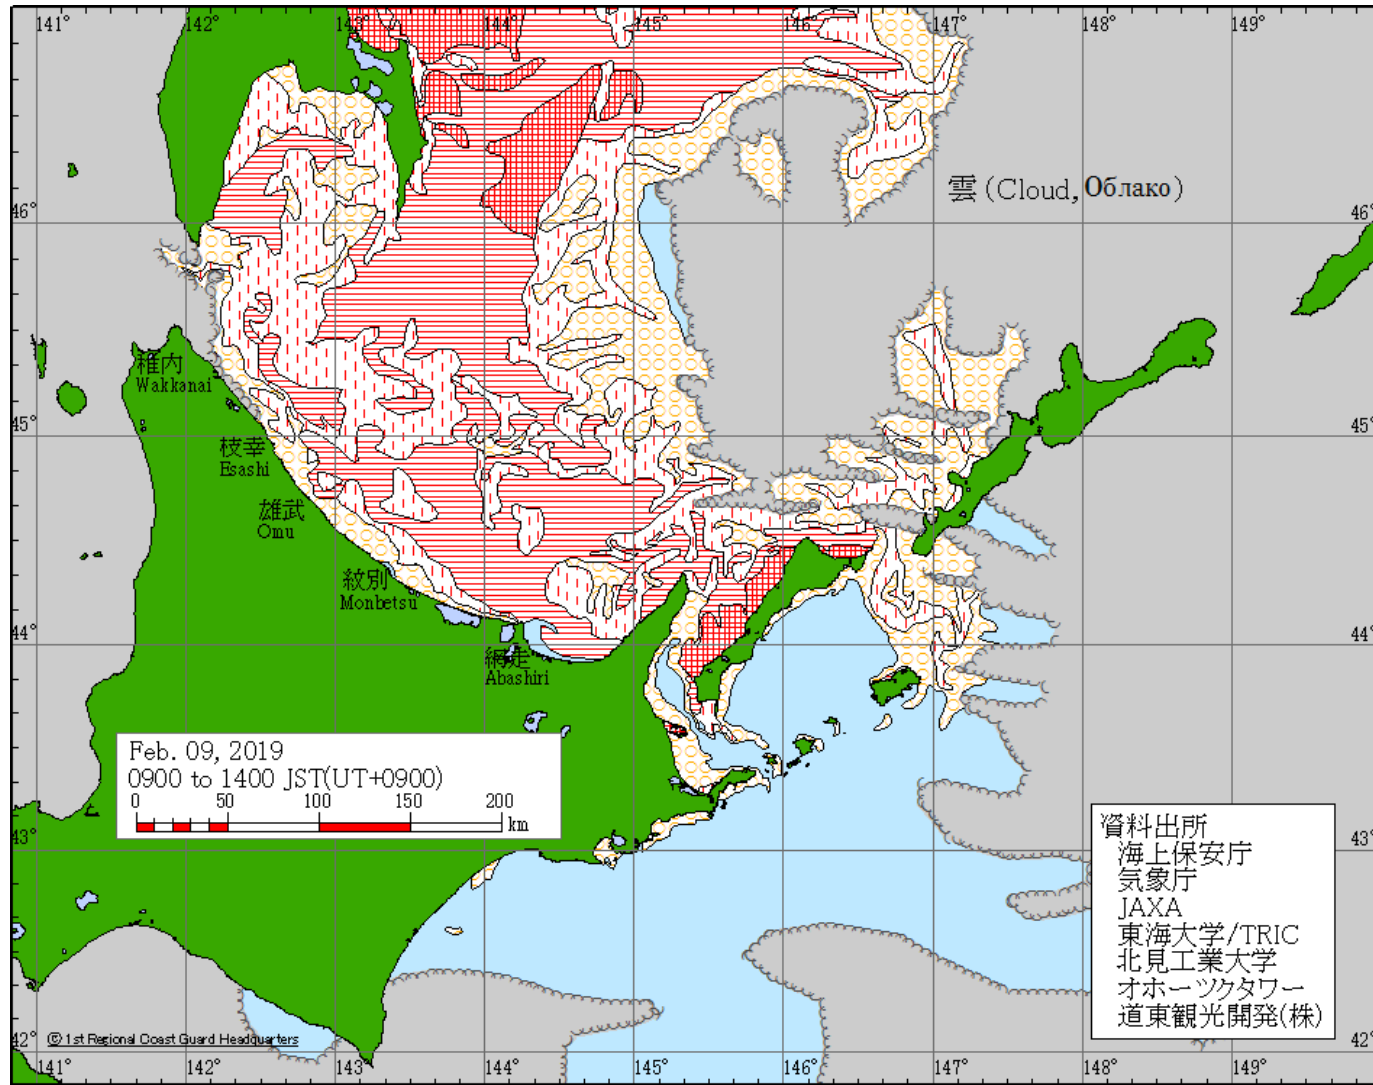 141° 142° 143° 144° 145° 146° 147° 148° 149°
雲 (Cloud, Облако)
46° 46°
稚内
Wakkanai
45° 45°
枝幸
Esashi
雄武
Omu
紋別
Monbetsu
44° 44°
網走
Abashiri
Feb. 09, 2019
0900 to 1400 JST(UT+0900)
0 50 100 150 200
km
43° 43°
資料出所
海上保安庁
気象庁
JAXA
東海大学/TRIC
北見工業大学
オホーツクタワー
道東観光開発(株)
42° 42°
© 1st Regional Coast Guard Headquarters
141° 142° 143° 144° 145° 146° 147° 148° 149°